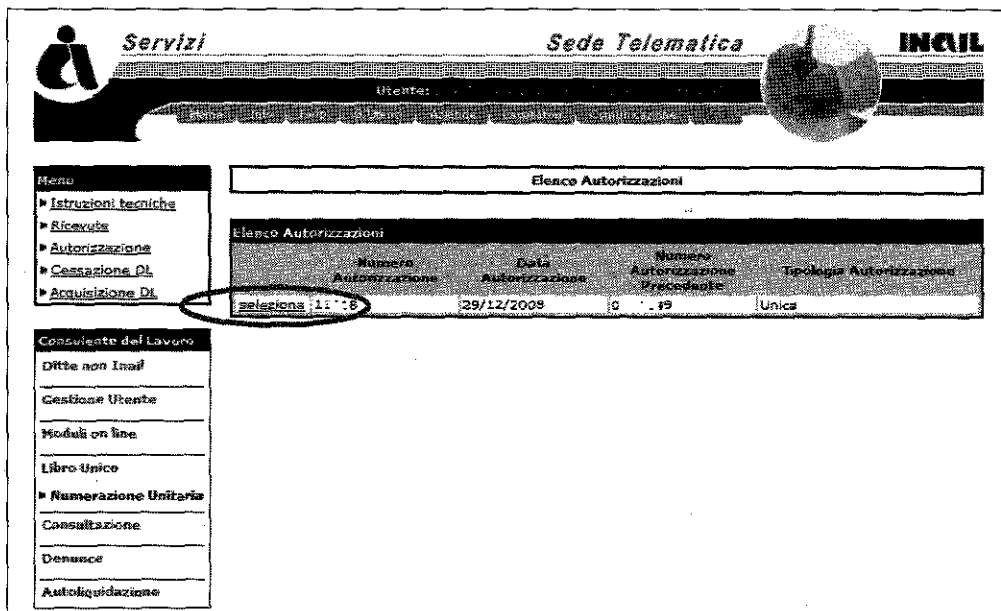 Servizi
Sede Telematica
INAIL
Utente:
Menu
Istruzioni tecniche
Ricevute
Autorizzazione
Cessazione DL
Acquisizione DL
Elenco Autorizzazioni
Elenco Autorizzazioni
Numero Autorizzazione
Data Autorizzazione
Numero Autorizzazione Precedente
Tipologia Autorizzazione
seleziona
29/12/2008
Unica
Consulente del Lavoro
Ditte non Inail
Gestione Utente
Moduli on line
Libro Unico
Numerazione Unitaria
Consultazione
Denunce
Autoliquidazione